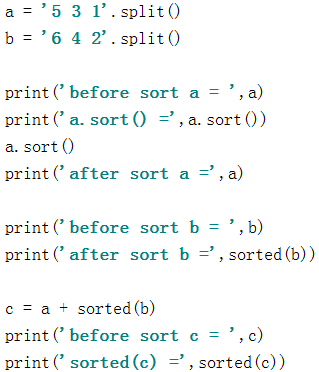 a = '5 3 1'.split()
b = '6 4 2'.split()
print('before sort a = ',a)
print('a.sort() =',a.sort())
a.sort()
print('after sort a =',a)
print('before sort b = ',b)
print('after sort b =',sorted(b))
c = a + sorted(b)
print('before sort c = ',c)
print('sorted(c) =',sorted(c))